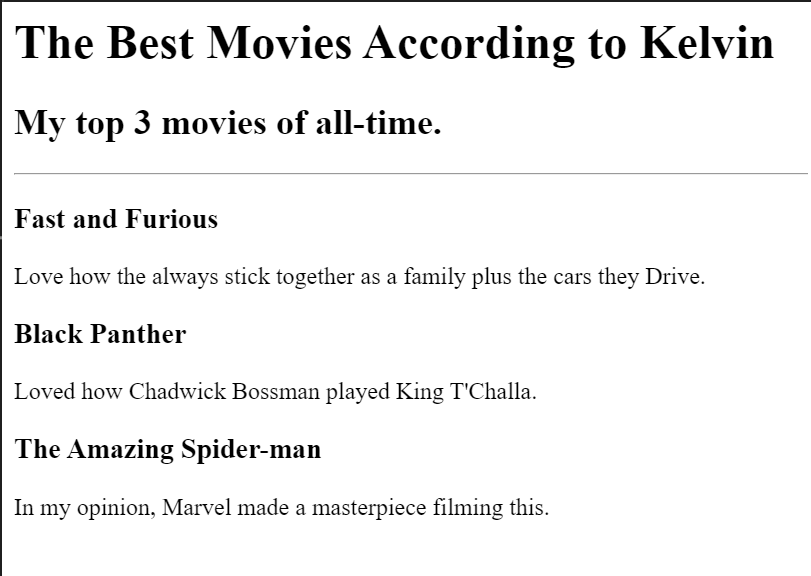 The Best Movies According to Kelvin
My top 3 movies of all-time.
Fast and Furious
Love how the always stick together as a family plus the cars they Drive.
Black Panther
Loved how Chadwick Bossman played King T'Challa.
The Amazing Spider-man
In my opinion, Marvel made a masterpiece filming this.